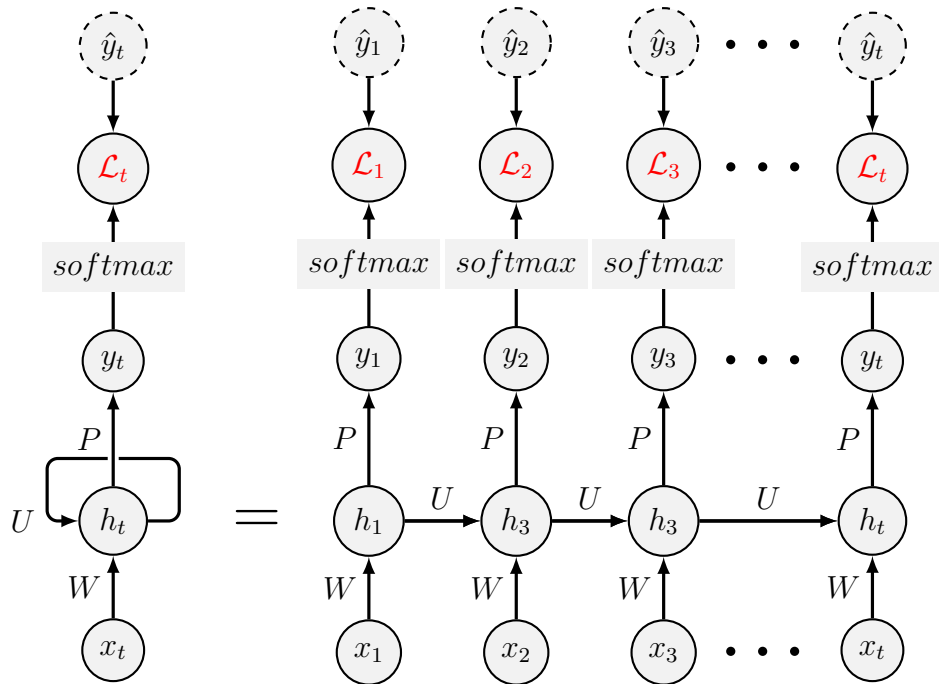 ŷₜ ŷ₁ ŷ₂ ŷ₃ • • • ŷₜ
ℒₜ ℒ₁ ℒ₂ ℒ₃ • • • ℒₜ
softmax softmax softmax softmax softmax
yₜ y₁ y₂ y₃ • • • yₜ
P P P P P
U U U
U hₜ = h₁ h₃ h₃ hₜ
W W W W W
xₜ x₁ x₂ x₃ • • • xₜ